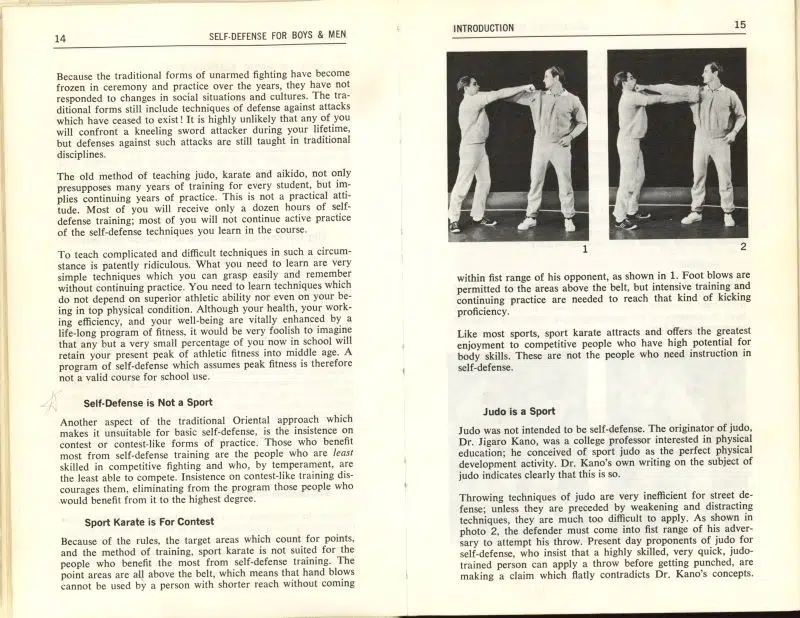 14
SELF-DEFENSE FOR BOYS & MEN
Because the traditional forms of unarmed fighting have become
frozen in ceremony and practice over the years, they have not
responded to changes in social situations and cultures. The tra-
ditional forms still include techniques of defense against attacks
which have ceased to exist! It is highly unlikely that any of you
will confront a kneeling sword attacker during your lifetime,
but defenses against such attacks are still taught in traditional
disciplines.
The old method of teaching judo, karate and aikido, not only
presupposes many years of training for every student, but im-
plies continuing years of practice. This is not a practical atti-
tude. Most of you will receive only a dozen hours of self-
defense training; most of you will not continue active practice
of the self-defense techniques you learn in the course.
To teach complicated and difficult techniques in such a circum-
stance is patently ridiculous. What you need to learn are very
simple techniques which you can grasp easily and remember
without continuing practice. You need to learn techniques which
do not depend on superior athletic ability nor even on your be-
ing in top physical condition. Although your health, your work-
ing efficiency, and your well-being are vitally enhanced by a
life-long program of fitness, it would be very foolish to imagine
that any but a very small percentage of you now in school will
retain your present peak of athletic fitness into middle age. A
program of self-defense which assumes peak fitness is therefore
not a valid course for school use.
Self-Defense is Not a Sport
Another aspect of the traditional Oriental approach which
makes it unsuitable for basic self-defense, is the insistence on
contest or contest-like forms of practice. Those who benefit
most from self-defense training are the people who are least
skilled in competitive fighting and who, by temperament, are
the least able to compete. Insistence on contest-like training dis-
courages them, eliminating from the program those people who
would benefit from it to the highest degree.
Sport Karate is For Contest
Because of the rules, the target areas which count for points,
and the method of training, sport karate is not suited for the
people who benefit the most from self-defense training. The
point areas are all above the belt, which means that hand blows
cannot be used by a person with shorter reach without coming
INTRODUCTION
15
1
2
within fist range of his opponent, as shown in 1. Foot blows are
permitted to the areas above the belt, but intensive training and
continuing practice are needed to reach that kind of kicking
proficiency.
Like most sports, sport karate attracts and offers the greatest
enjoyment to competitive people who have high potential for
body skills. These are not the people who need instruction in
self-defense.
Judo is a Sport
Judo was not intended to be self-defense. The originator of judo,
Dr. Jigaro Kano, was a college professor interested in physical
education; he conceived of sport judo as the perfect physical
development activity. Dr. Kano's own writing on the subject of
judo indicates clearly that this is so.
Throwing techniques of judo are very inefficient for street de-
fense; unless they are preceded by weakening and distracting
techniques, they are much too difficult to apply. As shown in
photo 2, the defender must come into fist range of his adver-
sary to attempt his throw. Present day proponents of judo for
self-defense, who insist that a highly skilled, very quick, judo-
trained person can apply a throw before getting punched, are
making a claim which flatly contradicts Dr. Kano's concepts.